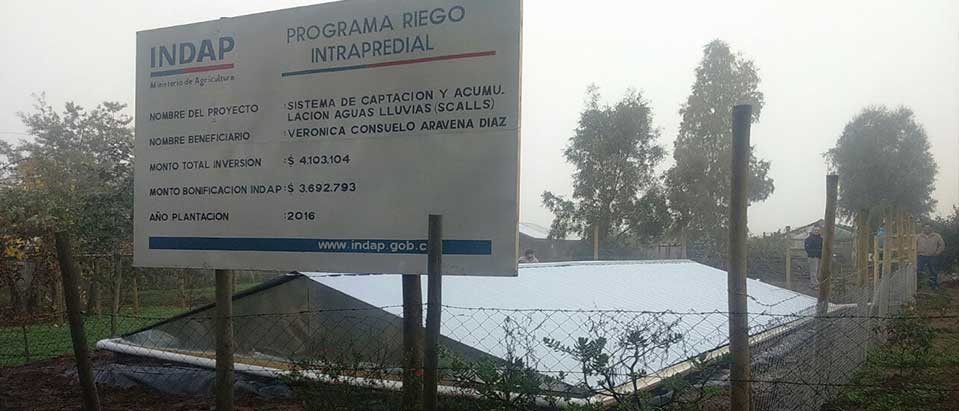 INDAP
Ministerio de Agricultura
PROGRAMA RIEGO
INTRAPREDIAL
NOMBRE DEL PROYECTO :SISTEMA DE CAPTACION Y ACUMU.
LACION AGUAS LLUVIAS (SCALLS)
NOMBRE BENEFICIARIO :VERONICA CONSUELO ARAVENA DIAZ
MONTO TOTAL INVERSION :$ 4.103.104
MONTO BONIFICACION INDAP :$ 3.692.793
AÑO PLANTACION :2016
www.indap.gob.c